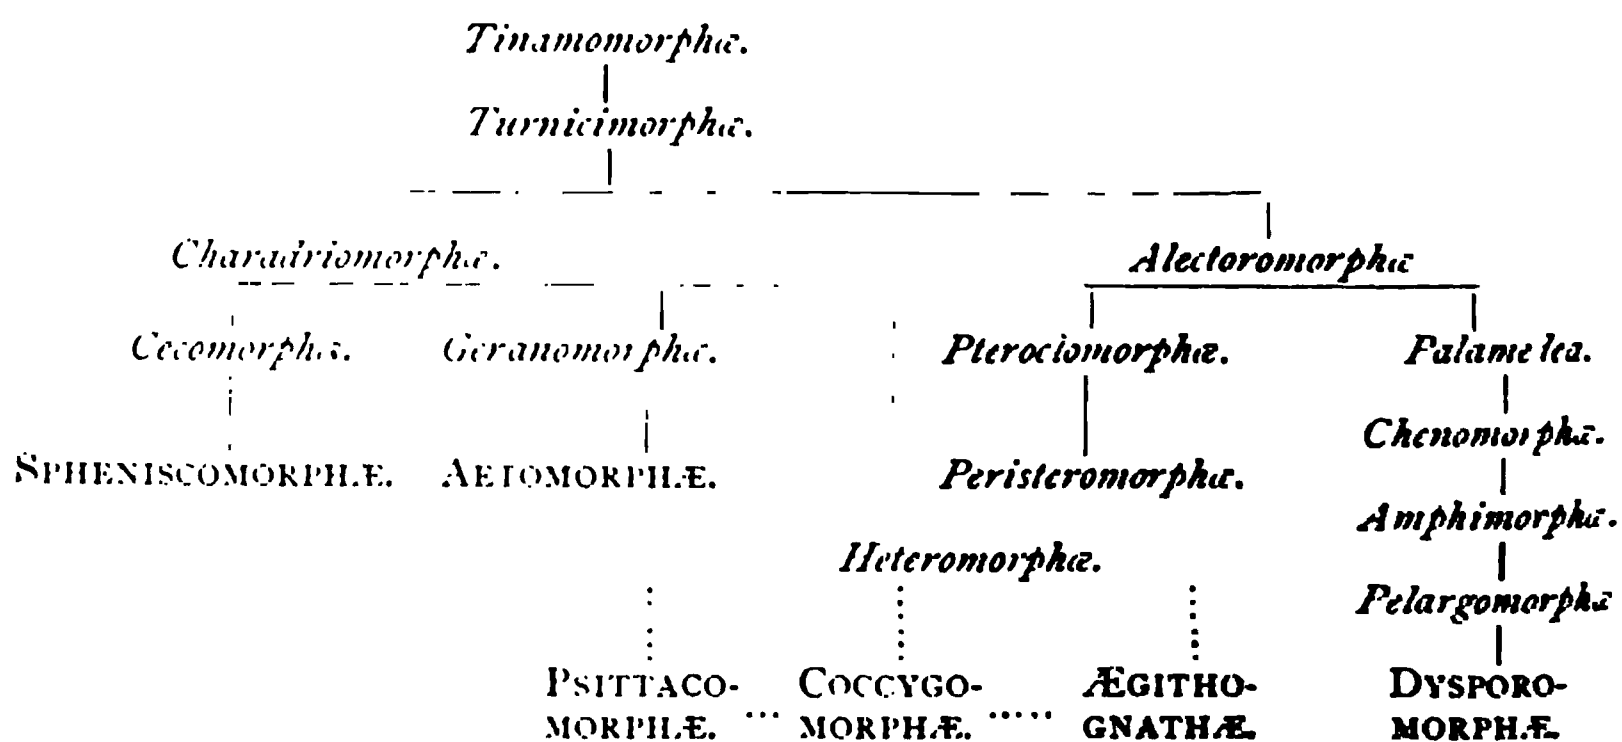 Tinamomorphæ.
Turnicimorphæ.
Charadriomorphæ. Alectoromorphæ
Cecomorphæ. Geranomorphæ. Pteroclomorphæ. Palamedea.
Chenomorphæ.
SPHENISCOMORPHÆ. AETOMORPHÆ. Peristeromorphæ.
Amphimorphæ.
Heteromorphæ.
Pelargomorphæ
PSITTACO- COCCYGO- ÆGITHO- DYSPORO-
MORPHÆ. ... MORPHÆ. ..... GNATHÆ. MORPHÆ.